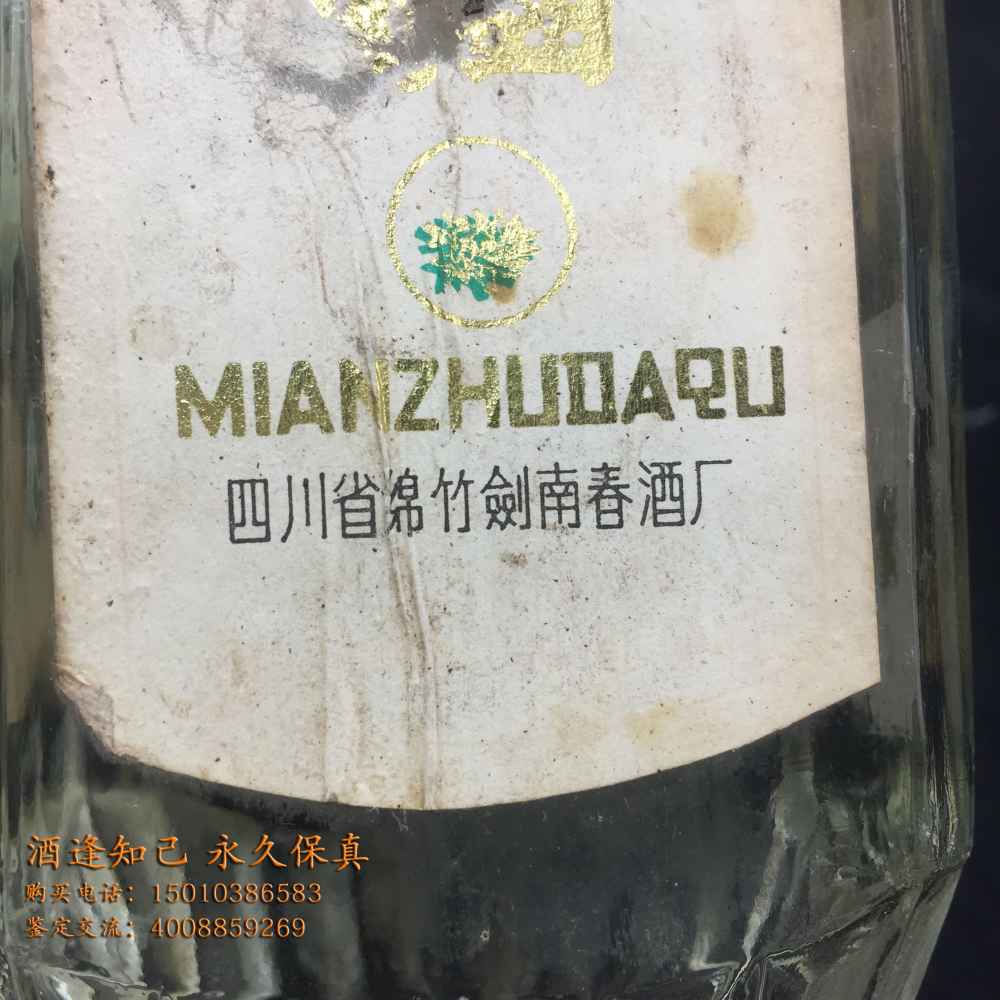 MIANZHUDAQU
四川省绵竹劍南春酒厂
酒逢知己 永久保真
购买电话：15010386583
鉴定交流：4008859269